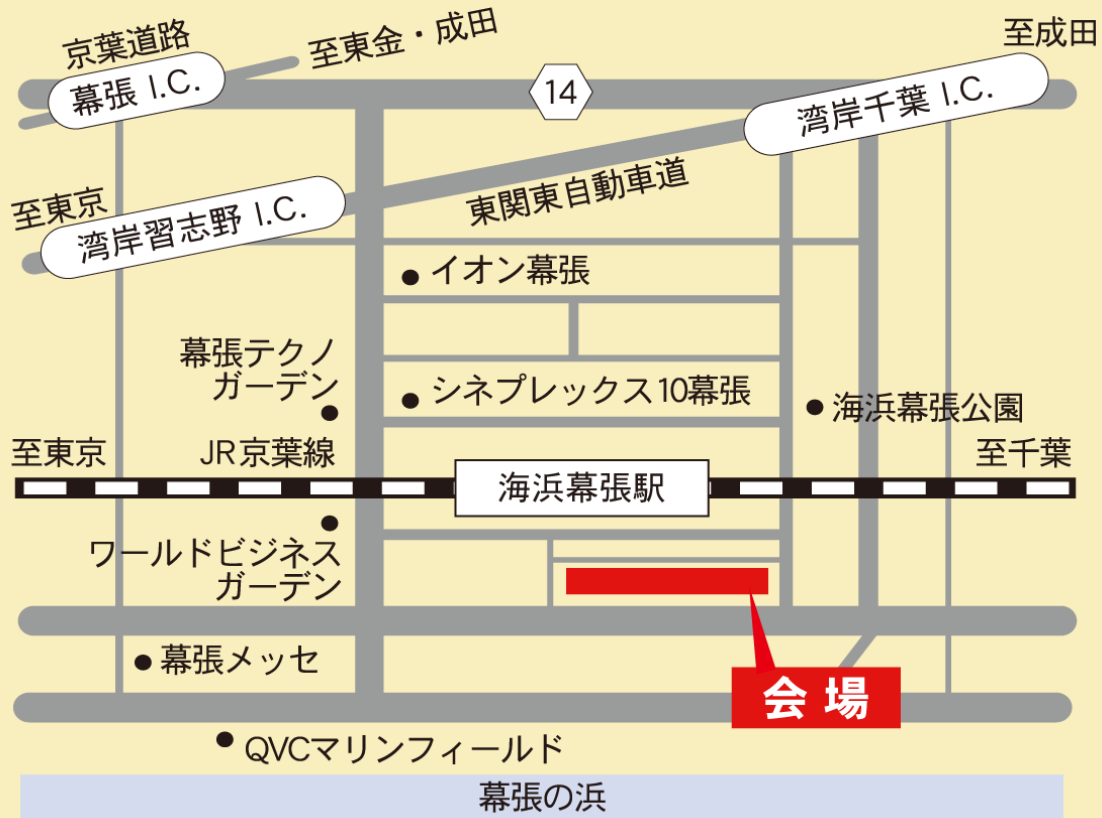 京葉道路
至東金・成田
至成田
幕張 I.C.
14
湾岸千葉 I.C.
東関東自動車道
至東京
湾岸習志野 I.C.
イオン幕張
幕張テクノ
ガーデン
シネプレックス10幕張
海浜幕張公園
至東京
JR京葉線
至千葉
海浜幕張駅
ワールドビジネス
ガーデン
幕張メッセ
会場
QVCマリンフィールド
幕張の浜